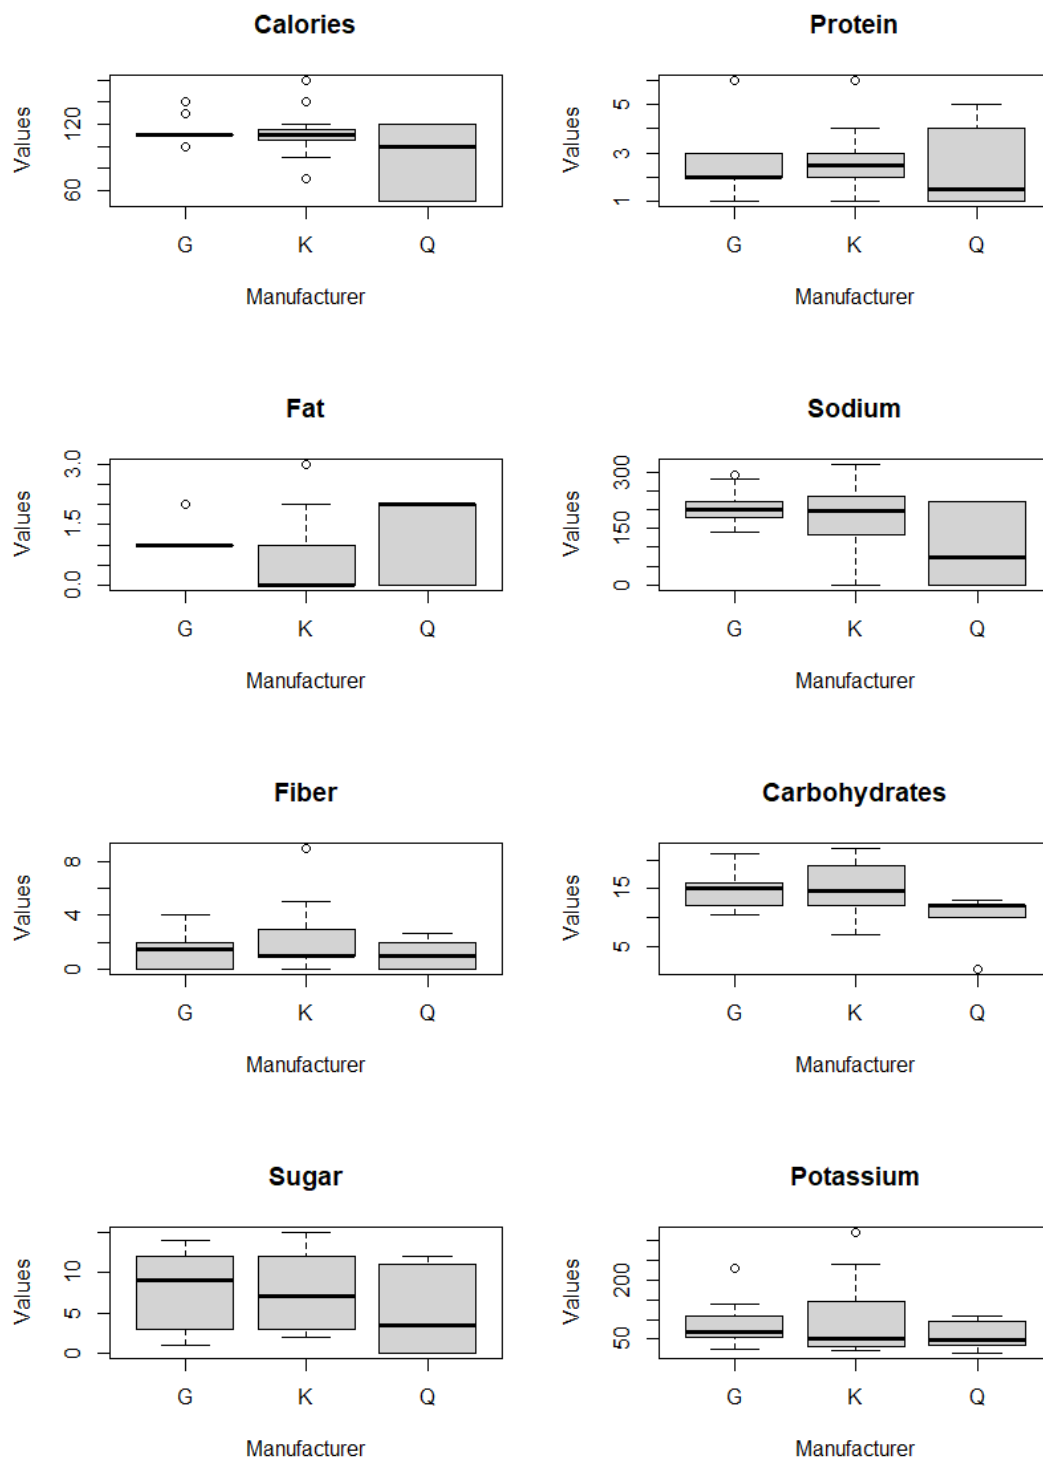 Calories
Values
60
120
G K Q
Manufacturer
Protein
Values
1
3
5
G K Q
Manufacturer
Fat
Values
0.0
1.5
3.0
G K Q
Manufacturer
Sodium
Values
0
150
300
G K Q
Manufacturer
Fiber
Values
0
4
8
G K Q
Manufacturer
Carbohydrates
Values
5
15
G K Q
Manufacturer
Sugar
Values
0
5
10
G K Q
Manufacturer
Potassium
Values
50
200
G K Q
Manufacturer